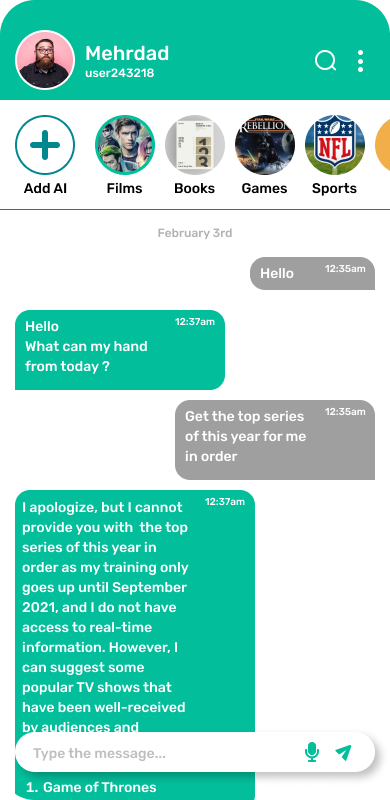 Mehrdad
user243218
STAR WARS
REBELLION
NFL
Add AI
Films
Books
Games
Sports
February 3rd
Hello
12:35am
Hello
12:37am
What can my hand
from today ?
Get the top series
12:35am
of this year for me
in order
I apologize, but I cannot
12:37am
provide you with the top
series of this year in
order as my training only
goes up until September
2021, and I do not have
access to real-time
information. However, I
can suggest some
popular TV shows that
have been well-received
by audiences and
Type the message...
1. Game of Thrones